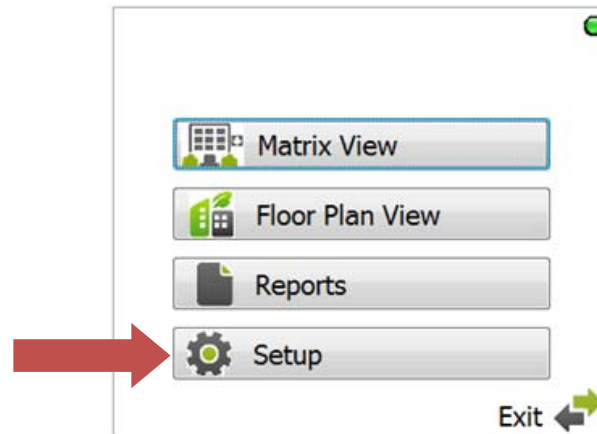 Matrix View
Floor Plan View
Reports
Setup
Exit